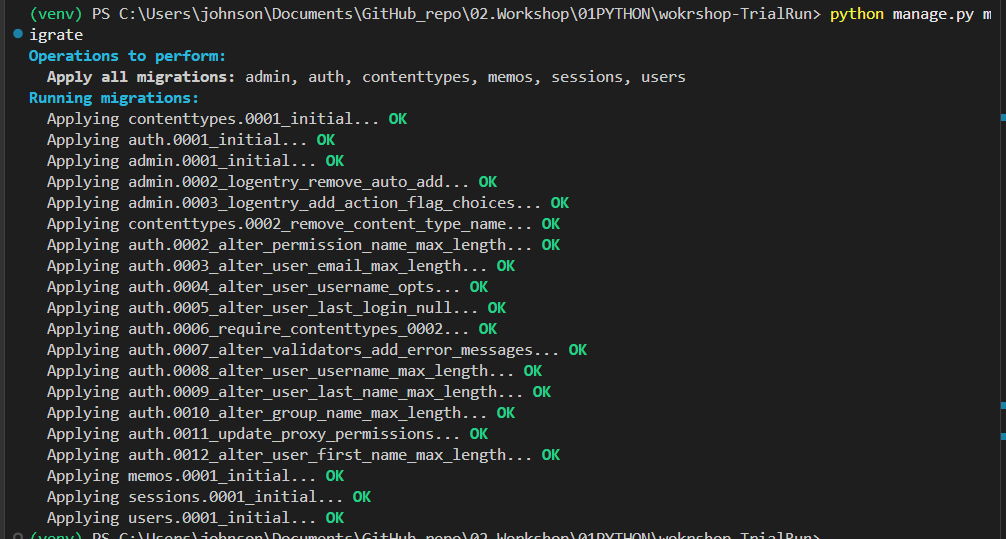 (venv) PS C:\Users\johnson\Documents\GitHub_repo\02.Workshop\01PYTHON\wokrshop-TrialRun> python manage.py m
igrate
Operations to perform:
  Apply all migrations: admin, auth, contenttypes, memos, sessions, users
Running migrations:
  Applying contenttypes.0001_initial... OK
  Applying auth.0001_initial... OK
  Applying admin.0001_initial... OK
  Applying admin.0002_logentry_remove_auto_add... OK
  Applying admin.0003_logentry_add_action_flag_choices... OK
  Applying contenttypes.0002_remove_content_type_name... OK
  Applying auth.0002_alter_permission_name_max_length... OK
  Applying auth.0003_alter_user_email_max_length... OK
  Applying auth.0004_alter_user_username_opts... OK
  Applying auth.0005_alter_user_last_login_null... OK
  Applying auth.0006_require_contenttypes_0002... OK
  Applying auth.0007_alter_validators_add_error_messages... OK
  Applying auth.0008_alter_user_username_max_length... OK
  Applying auth.0009_alter_user_last_name_max_length... OK
  Applying auth.0010_alter_group_name_max_length... OK
  Applying auth.0011_update_proxy_permissions... OK
  Applying auth.0012_alter_user_first_name_max_length... OK
  Applying memos.0001_initial... OK
  Applying sessions.0001_initial... OK
  Applying users.0001_initial... OK
(venv) PS C:\Users\johnson\Documents\GitHub_repo\02.Workshop\01PYTHON\wokrshop-TrialRun>